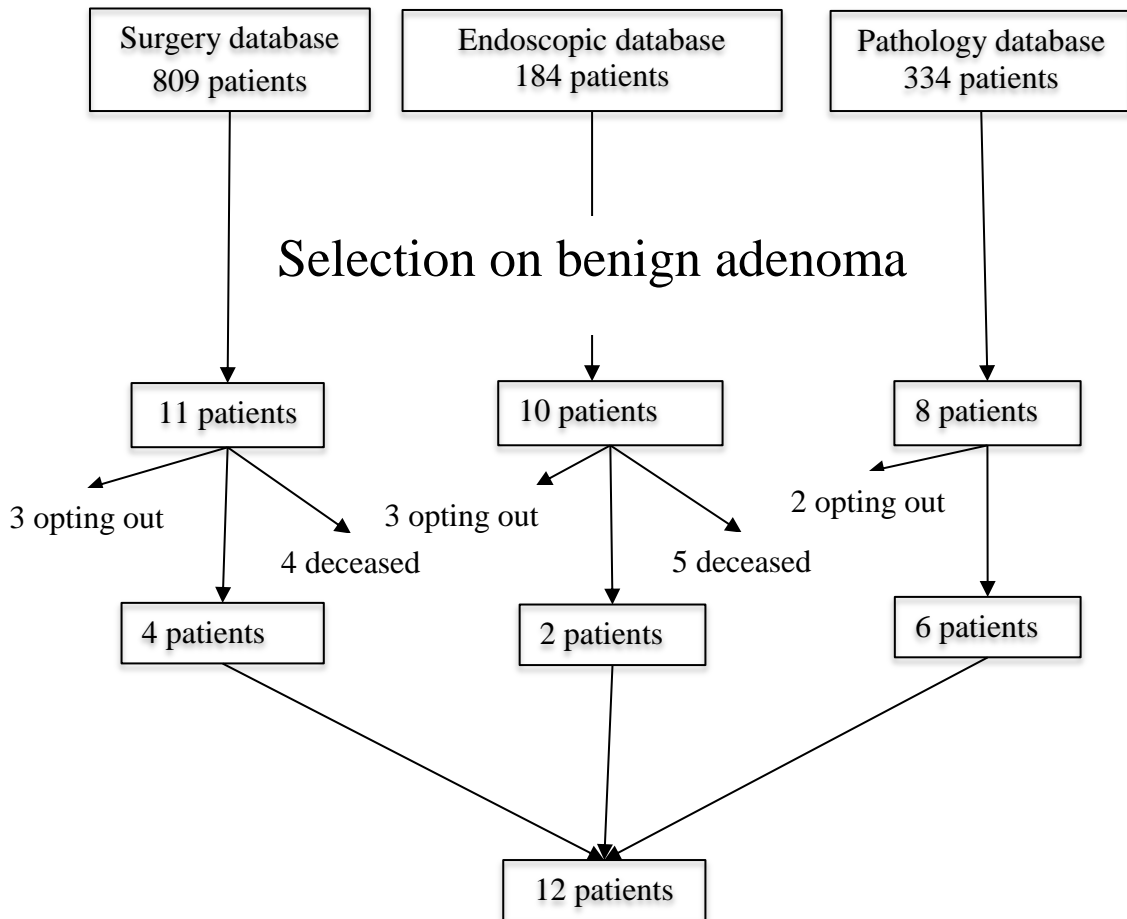 Surgery database
809 patients
Endoscopic database
184 patients
Pathology database
334 patients
Selection on benign adenoma
11 patients
10 patients
8 patients
3 opting out
4 deceased
3 opting out
5 deceased
2 opting out
4 patients
2 patients
6 patients
12 patients